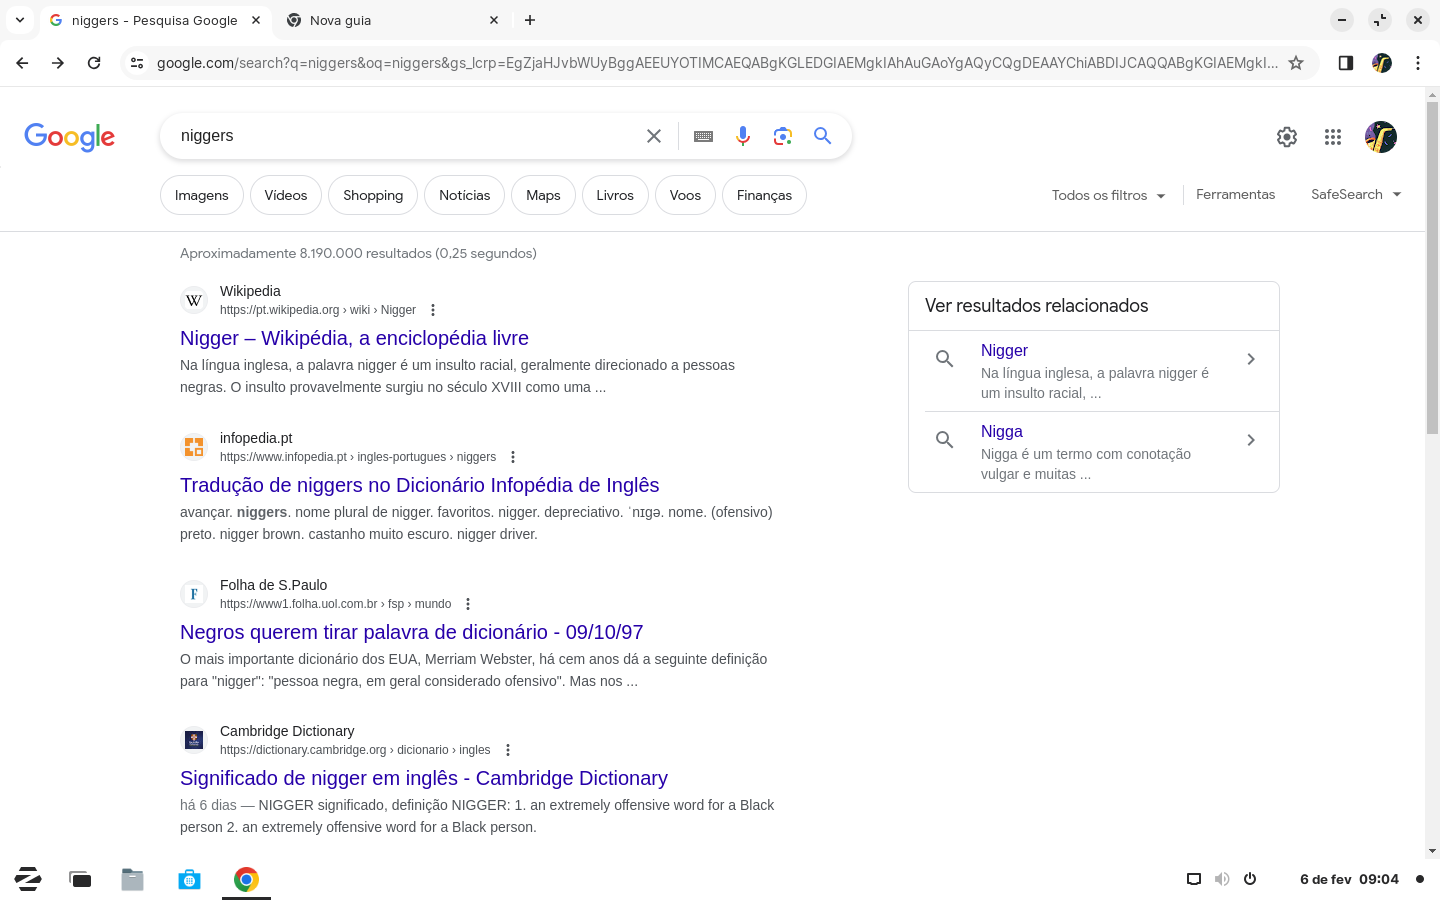 niggers - Pesquisa Google
Nova guia
google.com/search?q=niggers&oq=niggers&gs_lcrp=EgZjaHJvbWUyBggAEEUYOTIMCAEQABgKGLEDGIAEMgkIAhAuGAoYgAQyCQgDEAAYChiABDIJCAQQABgKGIAEMgkI...
Google
niggers
Imagens
Vídeos
Shopping
Notícias
Maps
Livros
Voos
Finanças
Todos os filtros
Ferramentas
SafeSearch
Aproximadamente 8.190.000 resultados (0,25 segundos)
W
Wikipedia
https://pt.wikipedia.org › wiki › Nigger
Nigger – Wikipédia, a enciclopédia livre
Na língua inglesa, a palavra nigger é um insulto racial, geralmente direcionado a pessoas
negras. O insulto provavelmente surgiu no século XVIII como uma ...
infopedia.pt
https://www.infopedia.pt › ingles-portugues › niggers
Tradução de niggers no Dicionário Infopédia de Inglês
avançar. niggers. nome plural de nigger. favoritos. nigger. depreciativo. ˈnɪgə. nome. (ofensivo)
preto. nigger brown. castanho muito escuro. nigger driver.
F
Folha de S.Paulo
https://www1.folha.uol.com.br › fsp › mundo
Negros querem tirar palavra de dicionário - 09/10/97
O mais importante dicionário dos EUA, Merriam Webster, há cem anos dá a seguinte definição
para "nigger": "pessoa negra, em geral considerado ofensivo". Mas nos ...
Cambridge Dictionary
https://dictionary.cambridge.org › dicionario › ingles
Significado de nigger em inglês - Cambridge Dictionary
há 6 dias — NIGGER significado, definição NIGGER: 1. an extremely offensive word for a Black
person 2. an extremely offensive word for a Black person.
Ver resultados relacionados
Nigger
Na língua inglesa, a palavra nigger é
um insulto racial, ...
Nigga
Nigga é um termo com conotação
vulgar e muitas ...
6 de fev 09:04